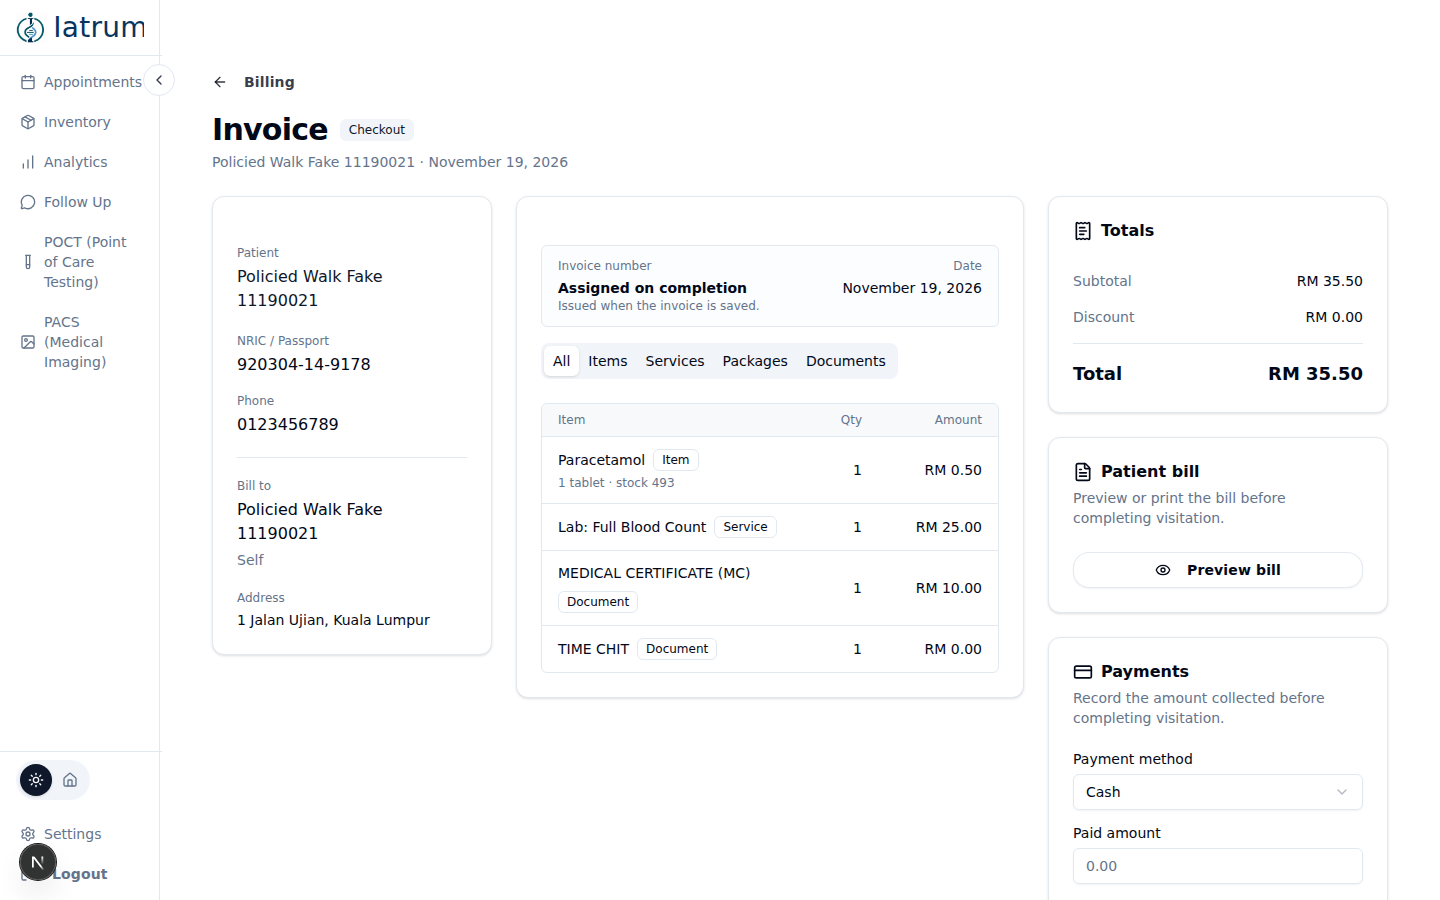 Iatrum
Appointments
Inventory
Analytics
Follow Up
POCT (Point
of Care
Testing)
PACS
(Medical
Imaging)
Settings
Logout
Billing
Invoice
Checkout
Policied Walk Fake 11190021 · November 19, 2026
Patient
Policied Walk Fake
11190021
NRIC / Passport
920304-14-9178
Phone
0123456789
Bill to
Policied Walk Fake
11190021
Self
Address
1 Jalan Ujian, Kuala Lumpur
Invoice number Date
Assigned on completion November 19, 2026
Issued when the invoice is saved.
All Items Services Packages Documents
Item Qty Amount
Paracetamol Item 1 RM 0.50
1 tablet · stock 493
Lab: Full Blood Count Service 1 RM 25.00
MEDICAL CERTIFICATE (MC) 1 RM 10.00
Document
TIME CHIT Document 1 RM 0.00
Totals
Subtotal RM 35.50
Discount RM 0.00
Total RM 35.50
Patient bill
Preview or print the bill before
completing visitation.
Preview bill
Payments
Record the amount collected before
completing visitation.
Payment method
Cash
Paid amount
0.00